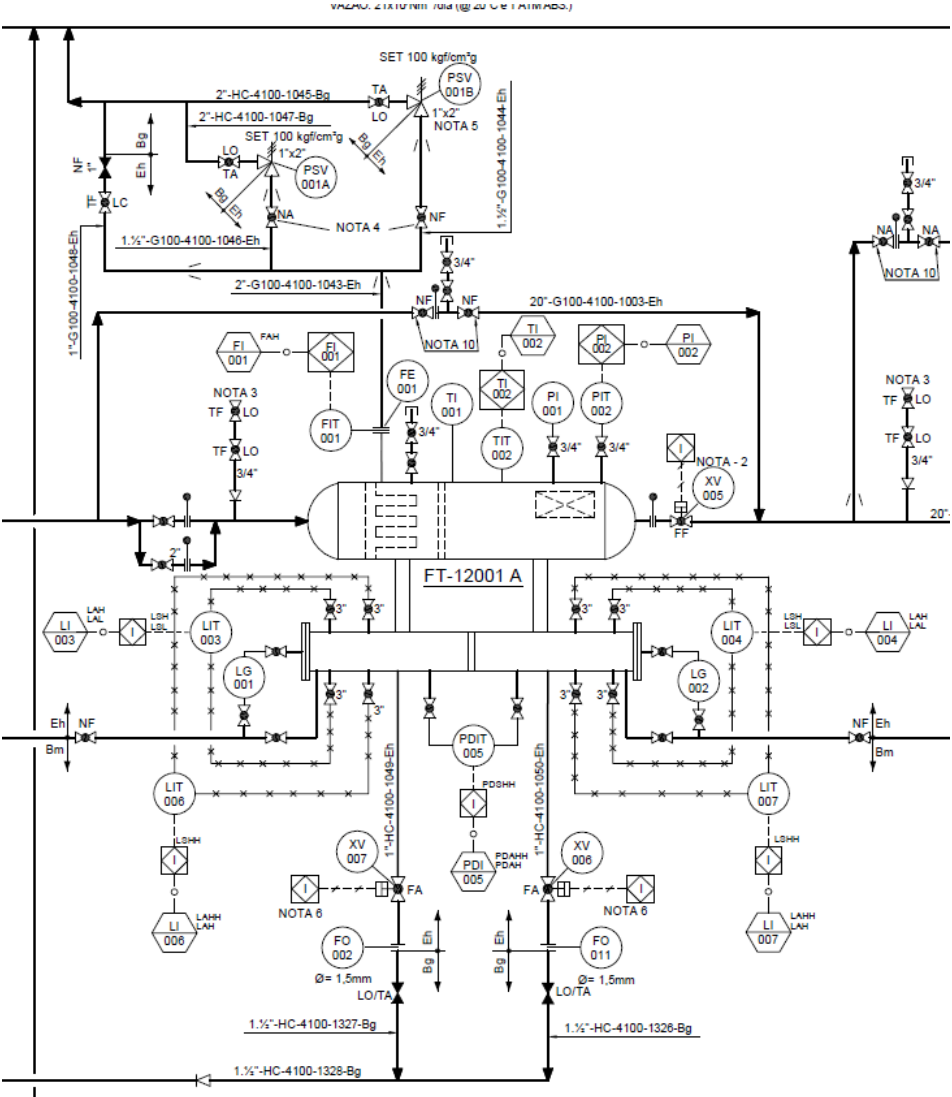 SET 100 kgf/cm²g
PSV
001B
TA
LO
2"-HC-4100-1045-Bg
1"x2"
NOTA 5
2"-HC-4100-1047-Bg
SET 100 kgf/cm²g
LO
TA
1"x2"
PSV
001A
Bg
Eh
Bg
Eh
Bg
Eh
NF
1"
TF
LC
NA
NOTA 4
NF
1.½"-G100-4100-1044-Eh
1.½"-G100-4100-1046-Eh
1"-G100-4100-1048-Eh
2"-G100-4100-1043-Eh
3/4"
20"-G100-4100-1003-Eh
NF
NF
NOTA 10
3/4"
NA
NA
NOTA 10
FI
001
FAH
FI
001
FIT
001
FE
001
TI
002
TI
002
TI
001
TIT
002
PI
002
PI
002
PI
001
PIT
002
3/4"
3/4"
3/4"
NOTA 3
TF
LO
TF
LO
3/4"
I
NOTA - 2
XV
005
FF
NOTA 3
TF
LO
TF
LO
3/4"
20"-
2"
FT-12001 A
LI
003
LAH
LAL
I
LSH
LSL
LIT
003
3"
3"
3"
3"
LIT
004
LSH
LSL
I
LI
004
LAH
LAL
LG
001
3"
3"
3"
3"
LG
002
Eh
Bm
NF
NF
Eh
Bm
PDIT
005
PDSHH
I
PDI
005
PDAHH
PDAH
1"-HC-4100-1049-Eh
1"-HC-4100-1050-Eh
LIT
006
LSHH
I
LI
006
LAHH
LAH
LIT
007
LSHH
I
LI
007
LAHH
LAH
XV
007
I
NOTA 6
FA
XV
006
FA
I
NOTA 6
FO
002
Ø= 1,5mm
Eh
Bg
Eh
Bg
FO
011
Ø= 1,5mm
LO/TA
LO/TA
1.½"-HC-4100-1327-Bg
1.½"-HC-4100-1326-Bg
1.½"-HC-4100-1328-Bg